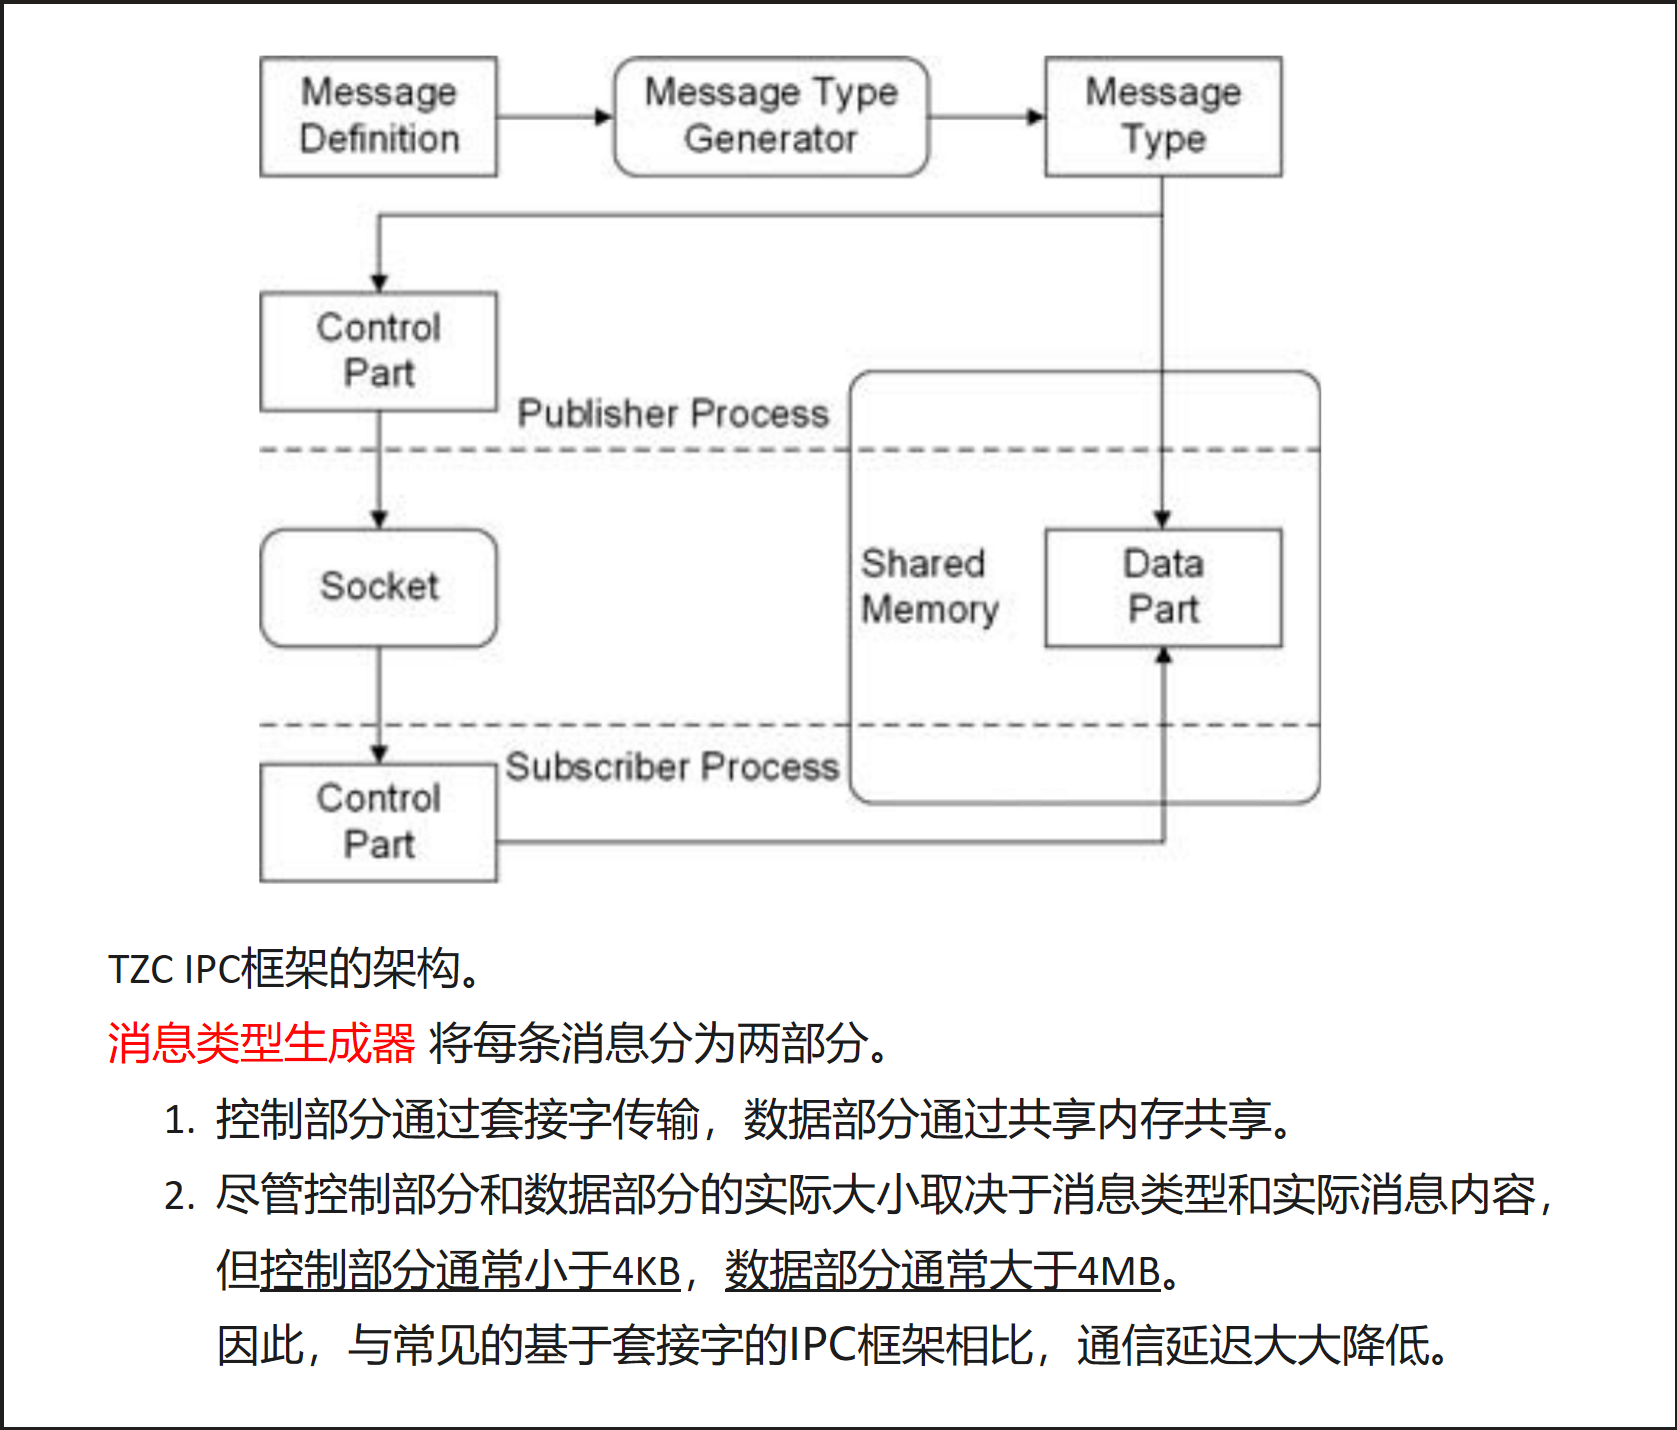 Message
Definition
Message Type
Generator
Message
Type
Control
Part
Publisher Process
Socket
Shared
Memory
Data
Part
Subscriber Process
Control
Part
TZC IPC框架的架构。
消息类型生成器 将每条消息分为两部分。
1. 控制部分通过套接字传输，数据部分通过共享内存共享。
2. 尽管控制部分和数据部分的实际大小取决于消息类型和实际消息内容，
但控制部分通常小于4KB，数据部分通常大于4MB。
因此，与常见的基于套接字的IPC框架相比，通信延迟大大降低。